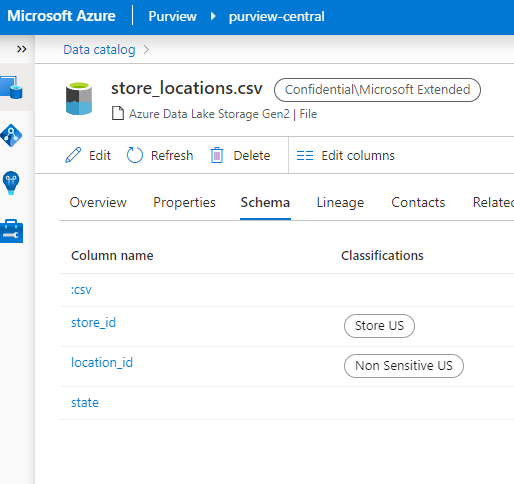 Microsoft Azure Purview > purview-central
>> Data catalog >
store_locations.csv Confidential\Microsoft Extended
Azure Data Lake Storage Gen2 | File
Edit Refresh Delete Edit columns
Overview Properties Schema Lineage Contacts Related
Column name Classifications
:csv
store_id Store US
location_id Non Sensitive US
state